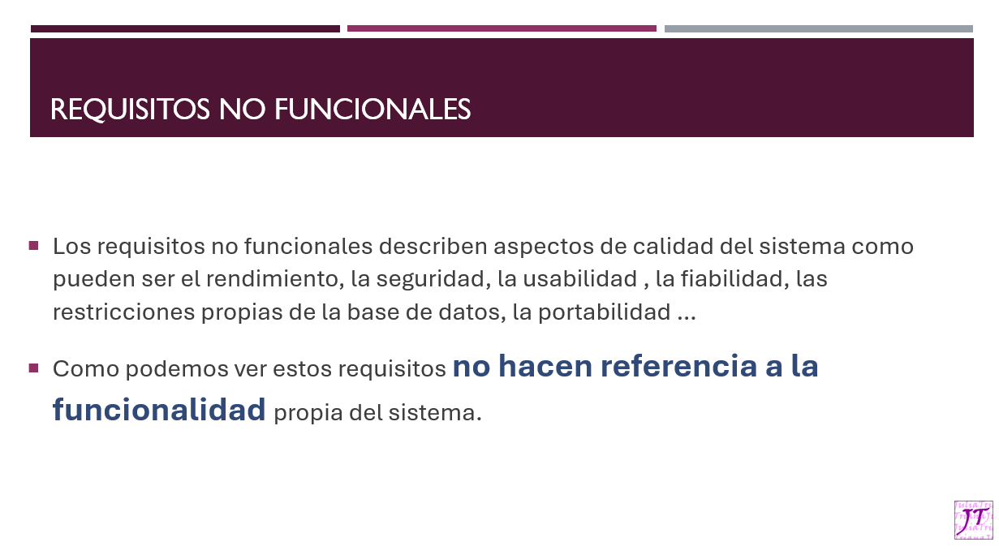 REQUISITOS NO FUNCIONALES
Los requisitos no funcionales describen aspectos de calidad del sistema como
pueden ser el rendimiento, la seguridad, la usabilidad , la fiabilidad, las
restricciones propias de la base de datos, la portabilidad ...
Como podemos ver estos requisitos no hacen referencia a la
funcionalidad propia del sistema.
JT